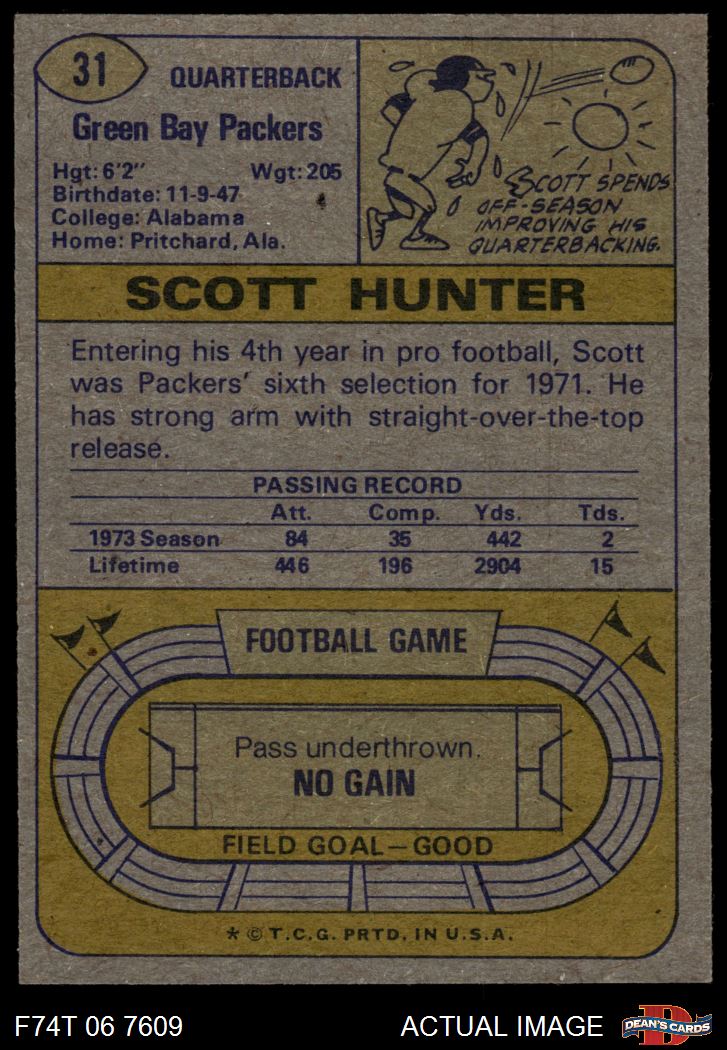 31
QUARTERBACK
Green Bay Packers
Hgt: 6'2" Wgt: 205
Birthdate: 11-9-47
College: Alabama
Home: Pritchard, Ala.
SCOTT SPENDS
OFF-SEASON
IMPROVING HIS
QUARTERBACKING.
SCOTT HUNTER
Entering his 4th year in pro football, Scott
was Packers' sixth selection for 1971. He
has strong arm with straight-over-the-top
release.
PASSING RECORD
Att. Comp. Yds. Tds.
1973 Season 84 35 442 2
Lifetime 446 196 2904 15
FOOTBALL GAME
Pass underthrown.
NO GAIN
FIELD GOAL—GOOD
* © T.C.G. PRTD. IN U.S.A.
F74T 06 7609 ACTUAL IMAGE
D
DEAN'S CARDS